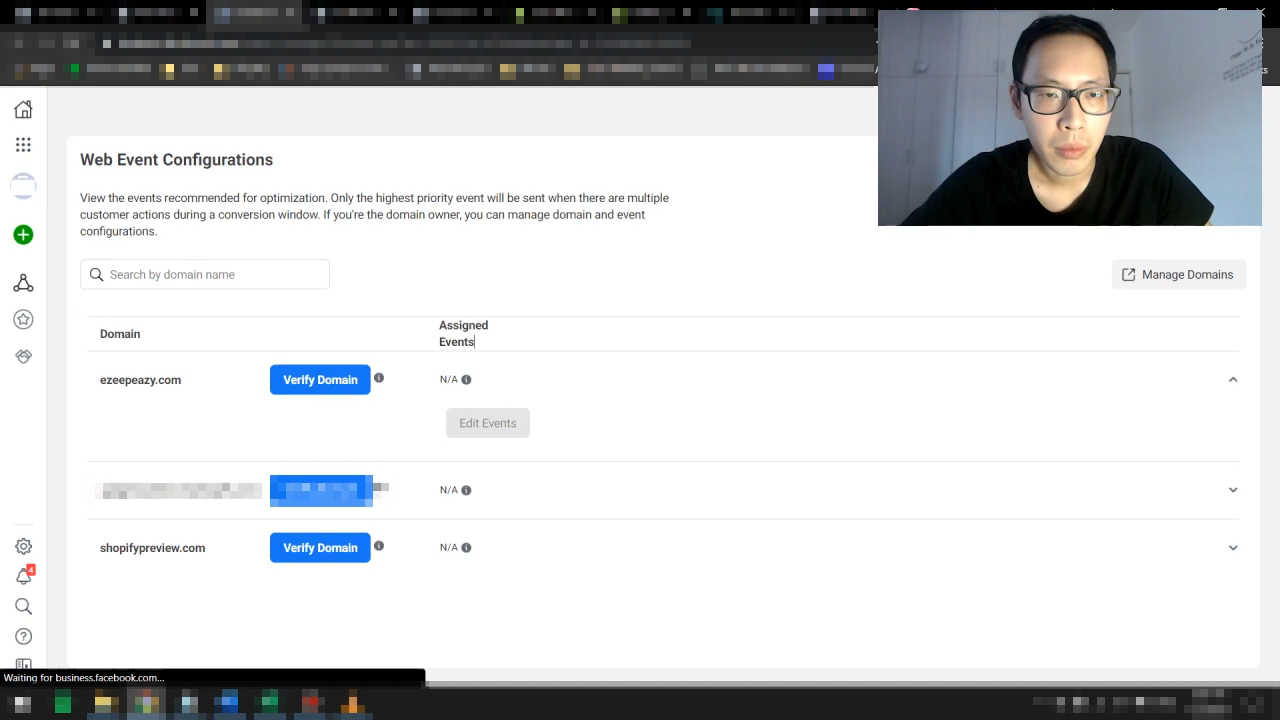 Web Event Configurations
View the events recommended for optimization. Only the highest priority event will be sent when there are multiple
customer actions during a conversion window. If you're the domain owner, you can manage domain and event
configurations.
Search by domain name
Manage Domains
Domain
Assigned
Events
ezeepeazy.com
Verify Domain
N/A
Edit Events
N/A
shopifypreview.com
Verify Domain
N/A
4
Waiting for business.facebook.com...